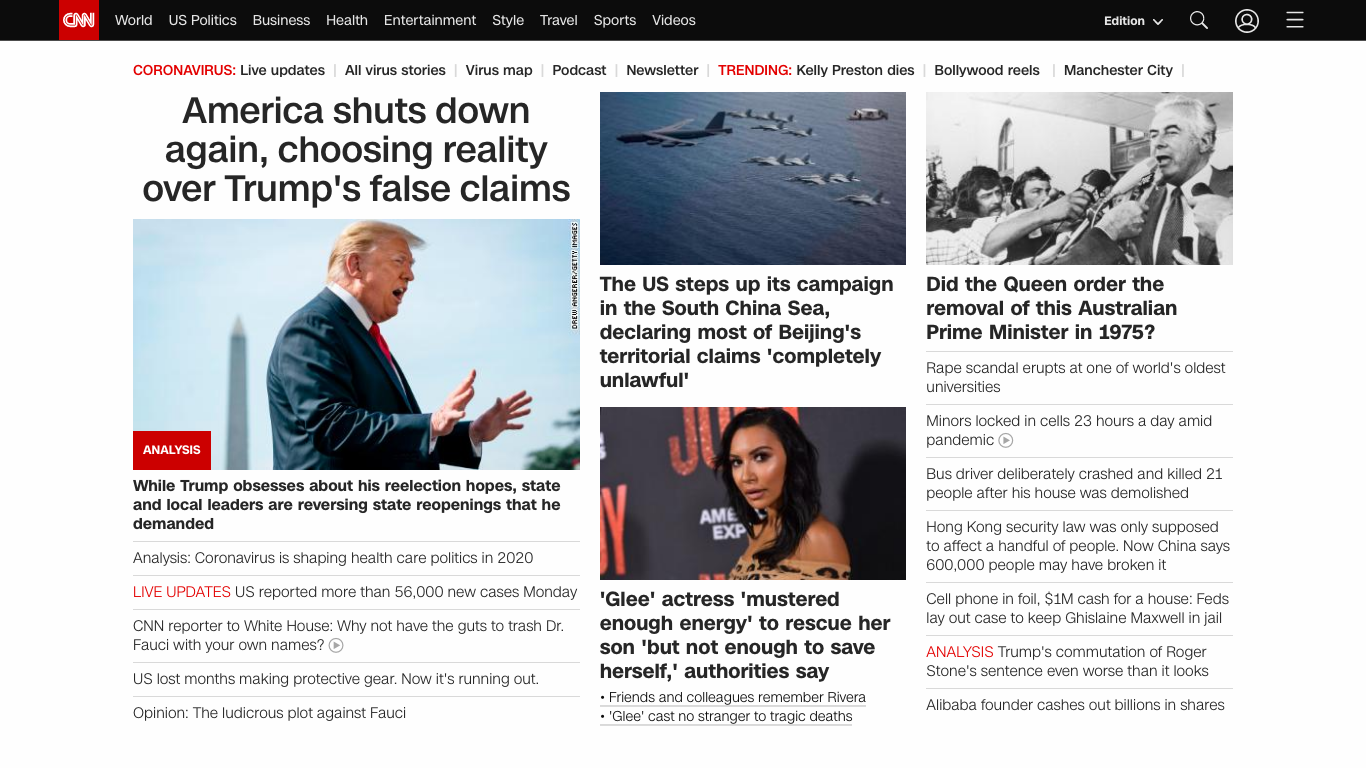 CNN World US Politics Business Health Entertainment Style Travel Sports Videos Edition
CORONAVIRUS: Live updates All virus stories Virus map Podcast Newsletter TRENDING: Kelly Preston dies Bollywood reels Manchester City
America shuts down
again, choosing reality
over Trump's false claims
DREW ANGERER/GETTY IMAGES
ANALYSIS
While Trump obsesses about his reelection hopes, state
and local leaders are reversing state reopenings that he
demanded
Analysis: Coronavirus is shaping health care politics in 2020
LIVE UPDATES US reported more than 56,000 new cases Monday
CNN reporter to White House: Why not have the guts to trash Dr.
Fauci with your own names?
US lost months making protective gear. Now it's running out.
Opinion: The ludicrous plot against Fauci
The US steps up its campaign
in the South China Sea,
declaring most of Beijing's
territorial claims 'completely
unlawful'
AME
EXP
'Glee' actress 'mustered
enough energy' to rescue her
son 'but not enough to save
herself,' authorities say
• Friends and colleagues remember Rivera
• 'Glee' cast no stranger to tragic deaths
Did the Queen order the
removal of this Australian
Prime Minister in 1975?
Rape scandal erupts at one of world's oldest
universities
Minors locked in cells 23 hours a day amid
pandemic
Bus driver deliberately crashed and killed 21
people after his house was demolished
Hong Kong security law was only supposed
to affect a handful of people. Now China says
600,000 people may have broken it
Cell phone in foil, $1M cash for a house: Feds
lay out case to keep Ghislaine Maxwell in jail
ANALYSIS Trump's commutation of Roger
Stone's sentence even worse than it looks
Alibaba founder cashes out billions in shares